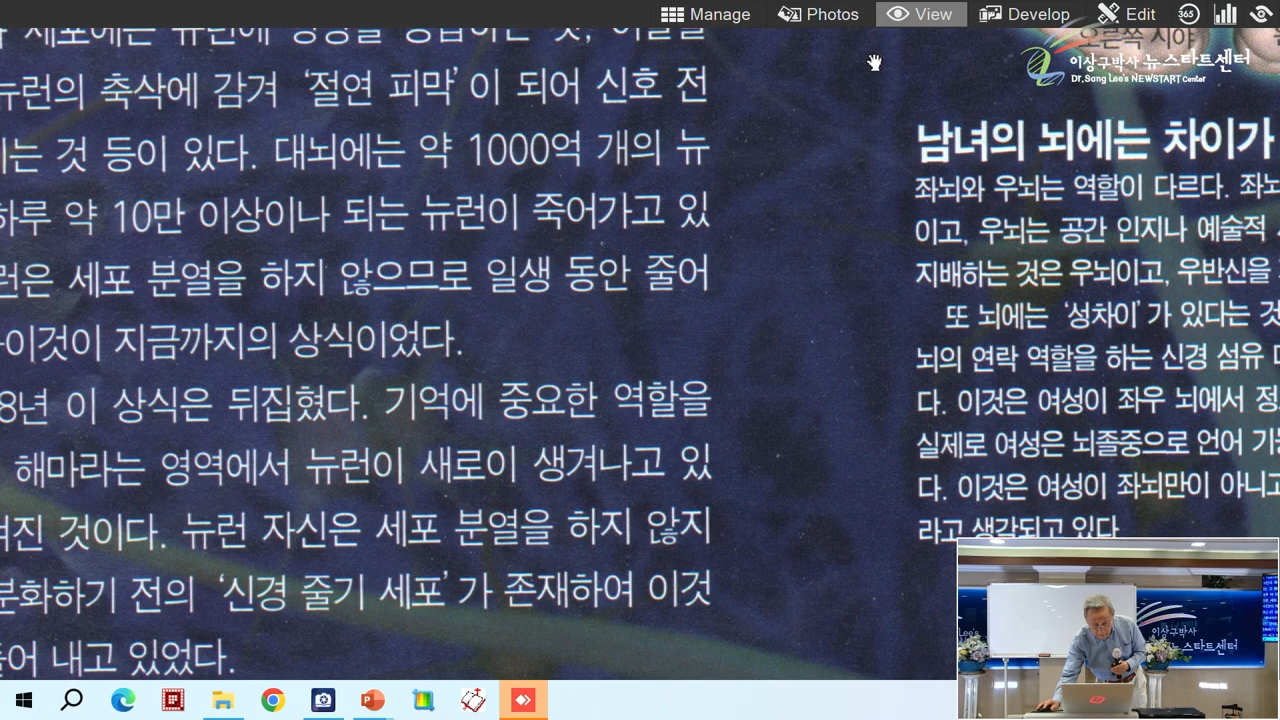 Manage Photos View Develop Edit 365
오른쪽 시야
이상구박사 뉴스타트센터
Dr. Sang Lee's NEWSTART Center
뉴런의 축삭에 감겨 ‘절연 피막’이 되어 신호 전
는 것 등이 있다. 대뇌에는 약 1000억 개의 뉴
하루 약 10만 이상이나 되는 뉴런이 죽어가고 있
런은 세포 분열을 하지 않으므로 일생 동안 줄어
이것이 지금까지의 상식이었다.
8년 이 상식은 뒤집혔다. 기억에 중요한 역할을
해마라는 영역에서 뉴런이 새로이 생겨나고 있
려진 것이다. 뉴런 자신은 세포 분열을 하지 않지
분화하기 전의 ‘신경 줄기 세포’가 존재하여 이것
들어 내고 있었다.
남녀의 뇌에는 차이가
좌뇌와 우뇌는 역할이 다르다. 좌뇌
이고, 우뇌는 공간 인지나 예술적
지배하는 것은 우뇌이고, 우반신을
또 뇌에는 ‘성차이’가 있다는 것
뇌의 연락 역할을 하는 신경 섬유
다. 이것은 여성이 좌우 뇌에서 정
실제로 여성은 뇌졸중으로 언어 기능
다. 이것은 여성이 좌뇌만이 아니고
라고 생각되고 있다
이상구박사
뉴스타트센터
Lee's